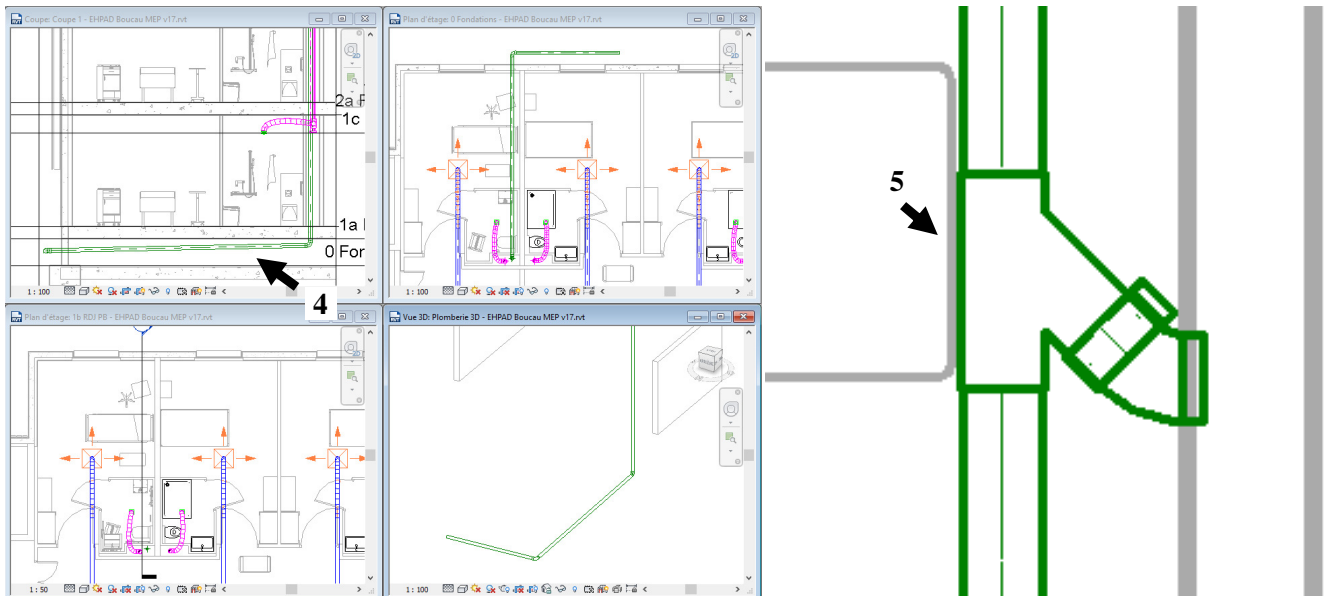 Coupe: Coupe 1 - EHPAD Boucau MEP v17.rvt
2a F
1c
1a
0 For
1 : 100
4
Plan d'étage: 0 Fondations - EHPAD Boucau MEP v17.rvt
1 : 100
Plan d'étage: 1b RDJ PB - EHPAD Boucau MEP v17.rvt
1 : 50
Vue 3D: Plomberie 3D - EHPAD Boucau MEP v17.rvt
1 : 100
5